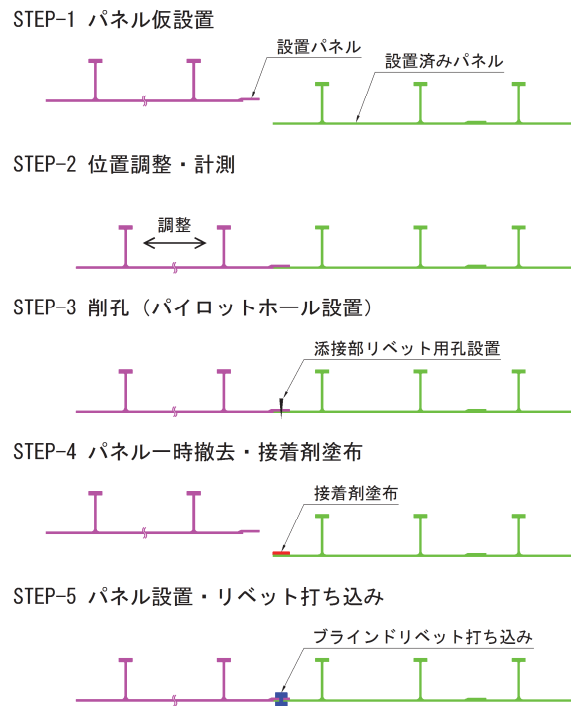 STEP-1 パネル仮設置
設置パネル
設置済みパネル
STEP-2 位置調整・計測
調整
STEP-3 削孔（パイロットホール設置）
添接部リベット用孔設置
STEP-4 パネル一時撤去・接着剤塗布
接着剤塗布
STEP-5 パネル設置・リベット打ち込み
ブラインドリベット打ち込み